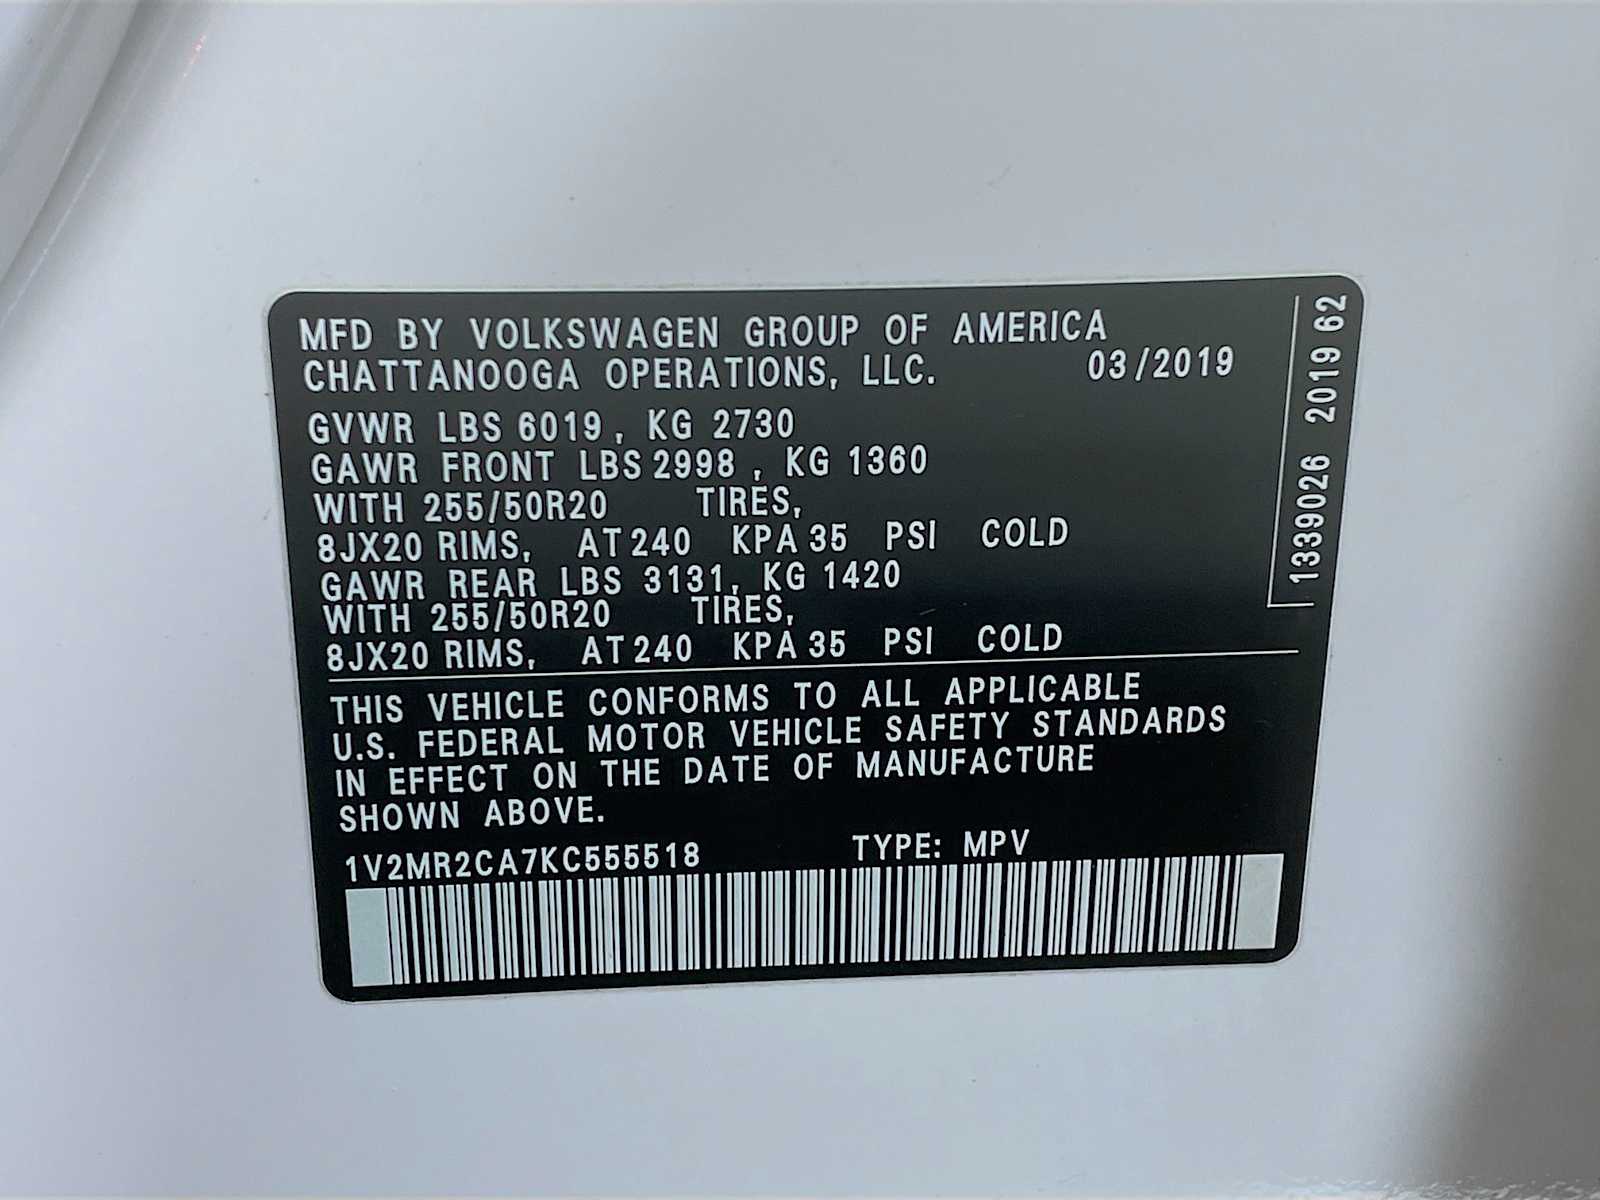 MFD BY VOLKSWAGEN GROUP OF AMERICA
CHATTANOOGA OPERATIONS, LLC. 03/2019
GVWR LBS 6019, KG 2730
GAWR FRONT LBS 2998, KG 1360
WITH 255/50R20 TIRES,
8JX20 RIMS, AT 240 KPA 35 PSI COLD
GAWR REAR LBS 3131, KG 1420
WITH 255/50R20 TIRES,
8JX20 RIMS, AT 240 KPA 35 PSI COLD
THIS VEHICLE CONFORMS TO ALL APPLICABLE
U.S. FEDERAL MOTOR VEHICLE SAFETY STANDARDS
IN EFFECT ON THE DATE OF MANUFACTURE
SHOWN ABOVE.
1V2MR2CA7KC555518 TYPE: MPV
1339026 2019 62